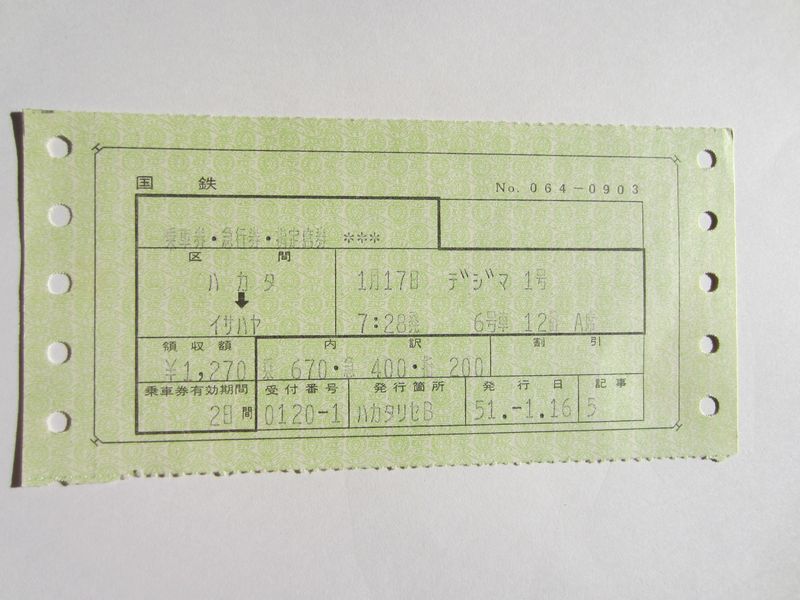 国鉄
No. 064-0903
乗車券・急行券・指定席券 ***
区間
ハカタ 1月17日 デジマ 1号
⬇
イサハヤ 7:28発 6号車 12番 A席
領収額 内訳 割引
¥1,270 乗 670・急 400・指 200
乗車券有効期間 受付番号 発行箇所 発行日 記事
2日間 0120-1 ハカタリセB 51.-1.16 5